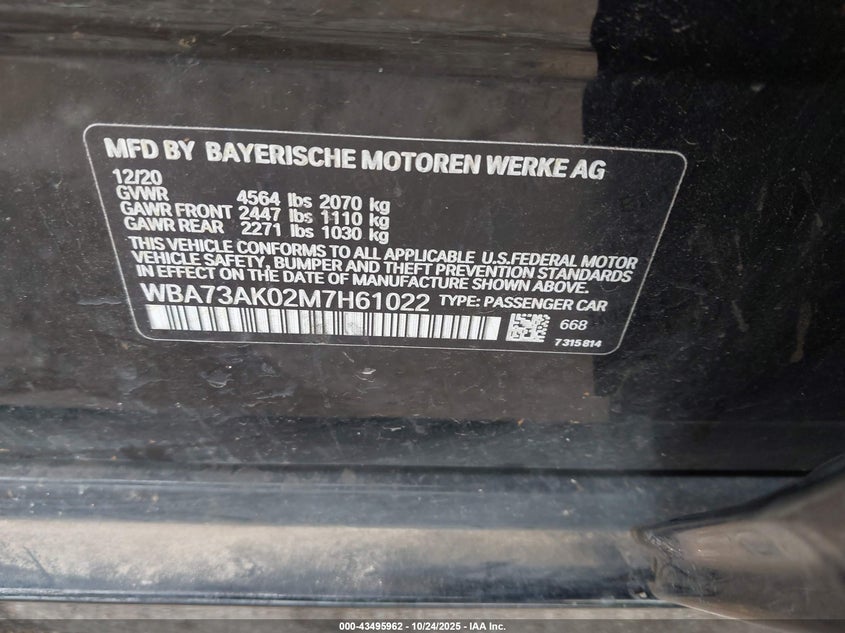 MFD BY BAYERISCHE MOTOREN WERKE AG
12/20
GVWR 4564 lbs 2070 kg
GAWR FRONT 2447 lbs 1110 kg
GAWR REAR 2271 lbs 1030 kg
THIS VEHICLE CONFORMS TO ALL APPLICABLE U.S.FEDERAL MOTOR
VEHICLE SAFETY, BUMPER AND THEFT PREVENTION STANDARDS
IN EFFECT ON THE DATE OF MANUFACTURE SHOWN ABOVE.
WBA73AK02M7H61022 TYPE: PASSENGER CAR
668
7315814
000-43495962 - 10/24/2025 - IAA Inc.